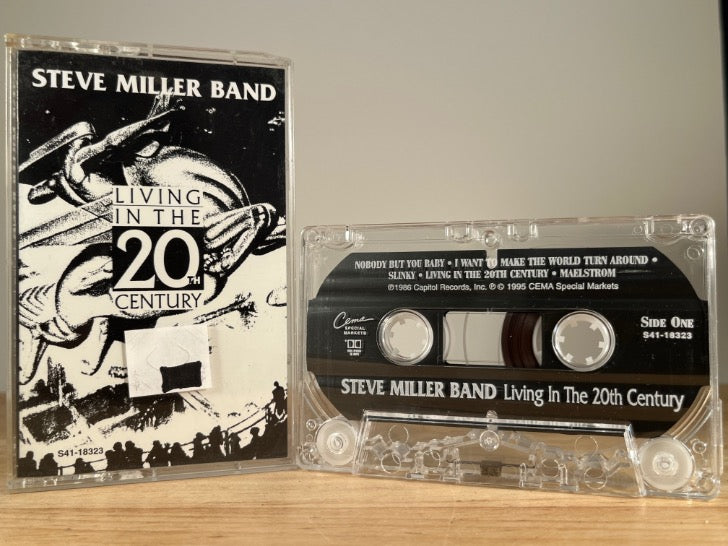 STEVE MILLER BAND
LIVING
IN THE
20TH
CENTURY
S41-18323
NOBODY BUT YOU BABY • I WANT TO MAKE THE WORLD TURN AROUND •
SLINKY • LIVING IN THE 20TH CENTURY • MAELSTROM
℗1986 Capitol Records, Inc. ℗© 1995 CEMA Special Markets
Cema
SPECIAL
MARKETS
SIDE ONE
S41-18323
STEVE MILLER BAND Living In The 20th Century